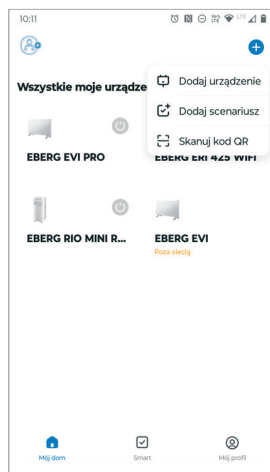 10:11
LTE
Wszystkie moje urządze
Dodaj urządzenie
Dodaj scenariusz
Skanuj kod QR
EBERG EVI PRO
EBERG ERI 425 WIFI
EBERG RIO MINI R...
EBERG EVI
Poza siecią
Mój dom
Smart
Mój profil